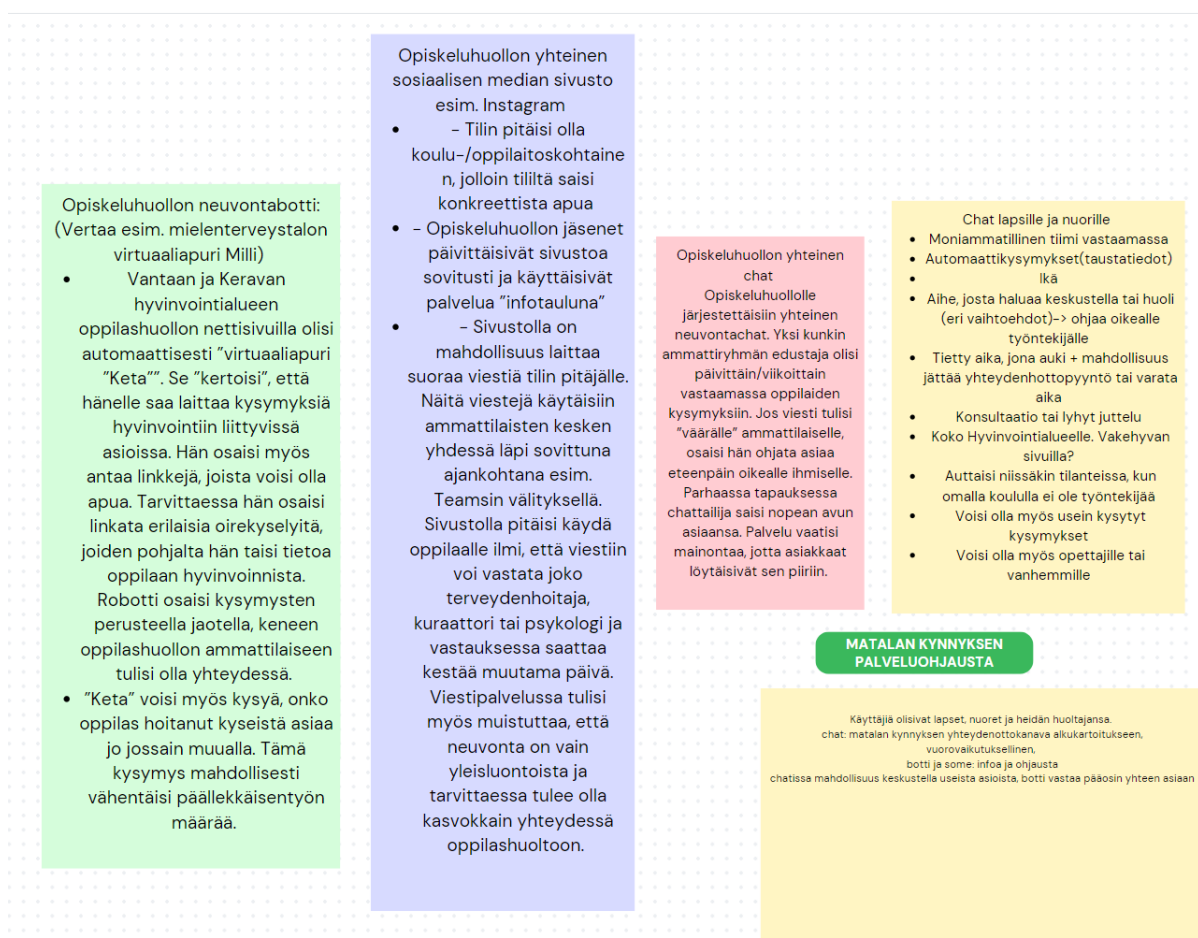 Opiskeluhuollon neuvontabotti:
(Vertaa esim. mielenterveystalon
virtuaaliapuri Milli)
• Vantaan ja Keravan
hyvinvointialueen
oppilashuollon nettisivuilla olisi
automaattisesti ”virtuaaliapuri
”Keta””. Se ”kertoisi”, että
hänelle saa laittaa kysymyksiä
hyvinvointiin liittyvissä
asioissa. Hän osaisi myös
antaa linkkejä, joista voisi olla
apua. Tarvittaessa hän osaisi
linkata erilaisia oirekyselyitä,
joiden pohjalta hän taisi tietoa
oppilaan hyvinvoinnista.
Robotti osaisi kysymysten
perusteella jaotella, keneen
oppilashuollon ammattilaiseen
tulisi olla yhteydessä.
• ”Keta” voisi myös kysyä, onko
oppilas hoitanut kyseistä asiaa
jo jossain muualla. Tämä
kysymys mahdollisesti
vähentäisi päällekkäisentyön
määrää.
Opiskeluhuollon yhteinen
sosiaalisen median sivusto
esim. Instagram
• - Tilin pitäisi olla
koulu-/oppilaitoskohtaine
n, jolloin tililtä saisi
konkreettista apua
• - Opiskeluhuollon jäsenet
päivittäisivät sivustoa
sovitusti ja käyttäisivät
palvelua ”infotauluna”
• - Sivustolla on
mahdollisuus laittaa
suoraa viestiä tilin pitäjälle.
Näitä viestejä käytäisiin
ammattilaisten kesken
yhdessä läpi sovittuna
ajankohtana esim.
Teamsin välityksellä.
Sivustolla pitäisi käydä
oppilaalle ilmi, että viestiin
voi vastata joko
terveydenhoitaja,
kuraattori tai psykologi ja
vastauksessa saattaa
kestää muutama päivä.
Viestipalvelussa tulisi
myös muistuttaa, että
neuvonta on vain
yleisluontoista ja
tarvittaessa tulee olla
kasvokkain yhteydessä
oppilashuoltoon.
Opiskeluhuollon yhteinen
chat
Opiskeluhuollolle
järjestettäisiin yhteinen
neuvontachat. Yksi kunkin
ammattiryhmän edustaja olisi
päivittäin/viikoittain
vastaamassa oppilaiden
kysymyksiin. Jos viesti tulisi
”väärälle” ammattilaiselle,
osaisi hän ohjata asiaa
eteenpäin oikealle ihmiselle.
Parhaassa tapauksessa
chattailija saisi nopean avun
asiaansa. Palvelu vaatisi
mainontaa, jotta asiakkaat
löytäisivät sen piiriin.
Chat lapsille ja nuorille
• Moniammatillinen tiimi vastaamassa
• Automaattikysymykset(taustatiedot)
• Ikä
• Aihe, josta haluaa keskustella tai huoli
(eri vaihtoehdot)-> ohjaa oikealle
työntekijälle
• Tietty aika, jona auki + mahdollisuus
jättää yhteydenhottopyyntö tai varata
aika
• Konsultaatio tai lyhyt juttelu
• Koko Hyvinvointialueelle. Vakehyvan
sivuilla?
• Auttaisi niissäkin tilanteissa, kun
omalla koululla ei ole työntekijää
• Voisi olla myös usein kysytyt
kysymykset
• Voisi olla myös opettajille tai
vanhemmille
MATALAN KYNNYKSEN
PALVELUOHJAUSTA
Käyttäjiä olisivat lapset, nuoret ja heidän huoltajansa.
chat: matalan kynnyksen yhteydenottokanava alkukartoitukseen,
vuorovaikutuksellinen,
botti ja some: infoa ja ohjausta
chatissa mahdollisuus keskustella useista asioista, botti vastaa pääosin yhteen asiaan